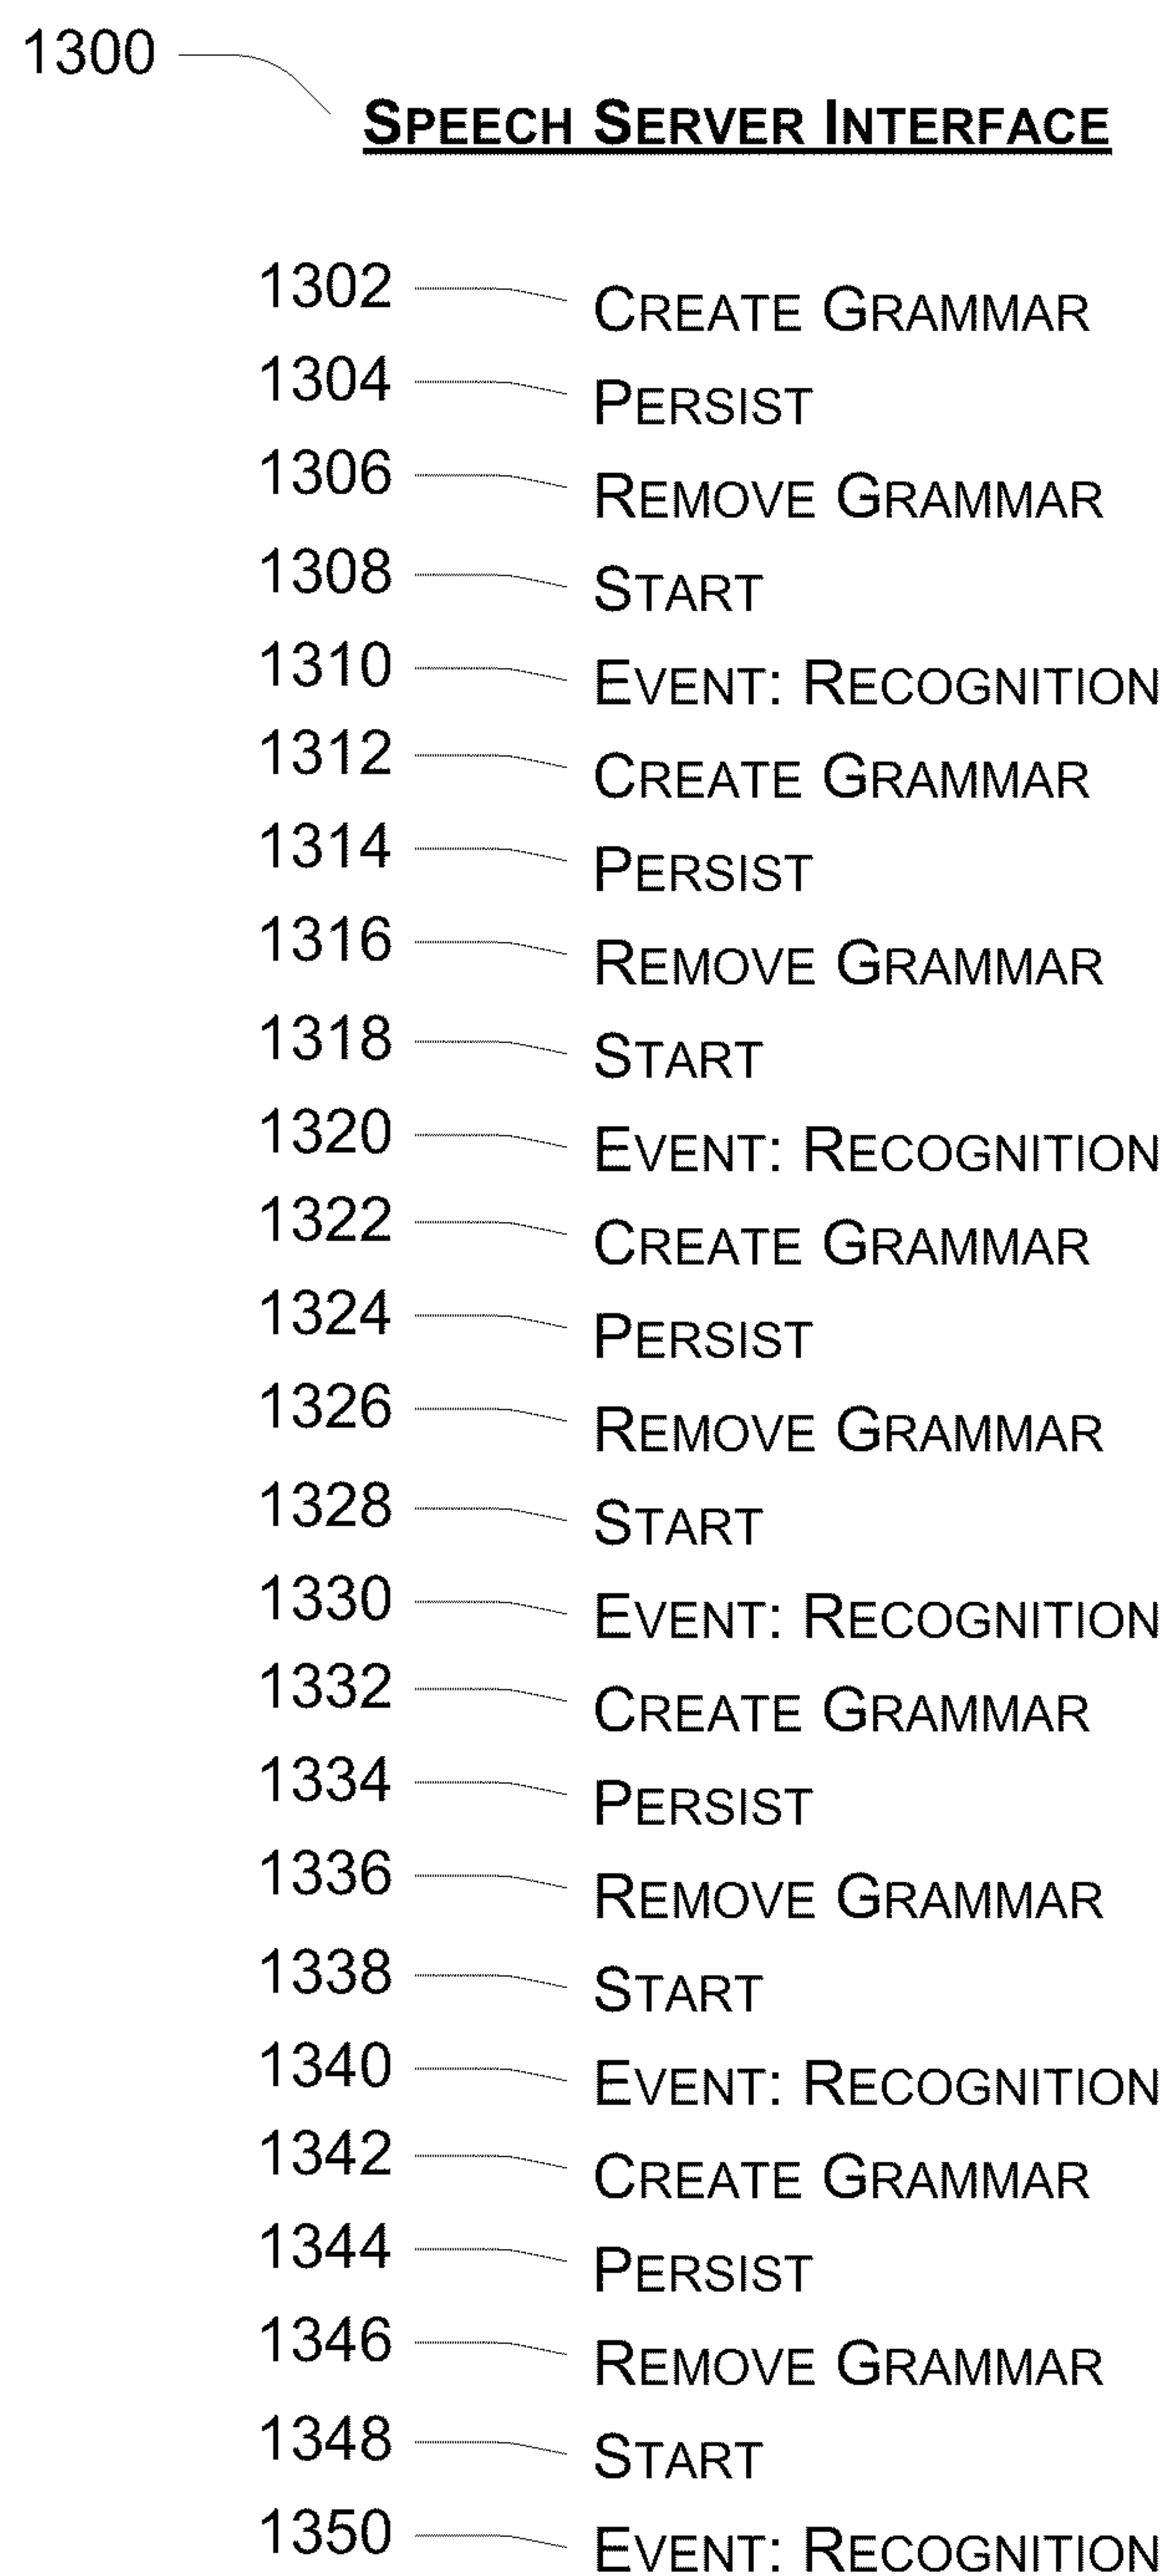 1300
SPEECH SERVER INTERFACE
1302 CREATE GRAMMAR
1304 PERSIST
1306 REMOVE GRAMMAR
1308 START
1310 EVENT: RECOGNITION
1312 CREATE GRAMMAR
1314 PERSIST
1316 REMOVE GRAMMAR
1318 START
1320 EVENT: RECOGNITION
1322 CREATE GRAMMAR
1324 PERSIST
1326 REMOVE GRAMMAR
1328 START
1330 EVENT: RECOGNITION
1332 CREATE GRAMMAR
1334 PERSIST
1336 REMOVE GRAMMAR
1338 START
1340 EVENT: RECOGNITION
1342 CREATE GRAMMAR
1344 PERSIST
1346 REMOVE GRAMMAR
1348 START
1350 EVENT: RECOGNITION